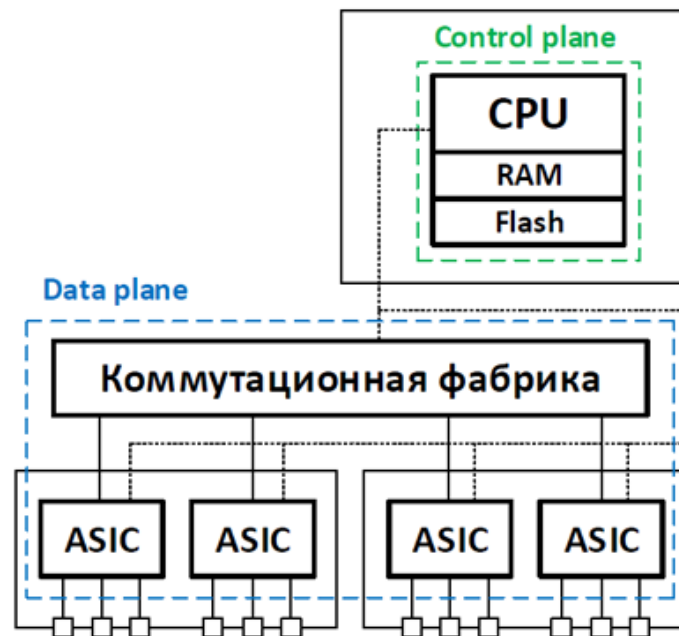 Control plane
CPU
RAM
Flash
Data plane
Коммутационная фабрика
ASIC
ASIC
ASIC
ASIC